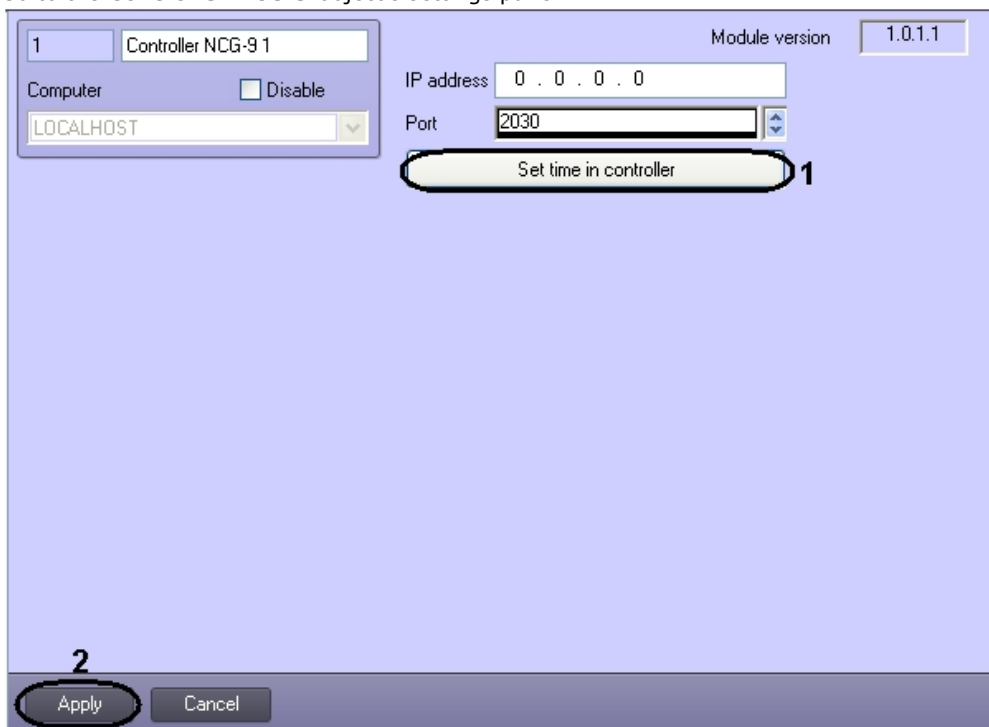 1 Controller NCG-9 1
Module version 1.0.1.1
Computer Disable
IP address 0 . 0 . 0 . 0
LOCALHOST
Port 2030
Set time in controller 1
2
Apply Cancel